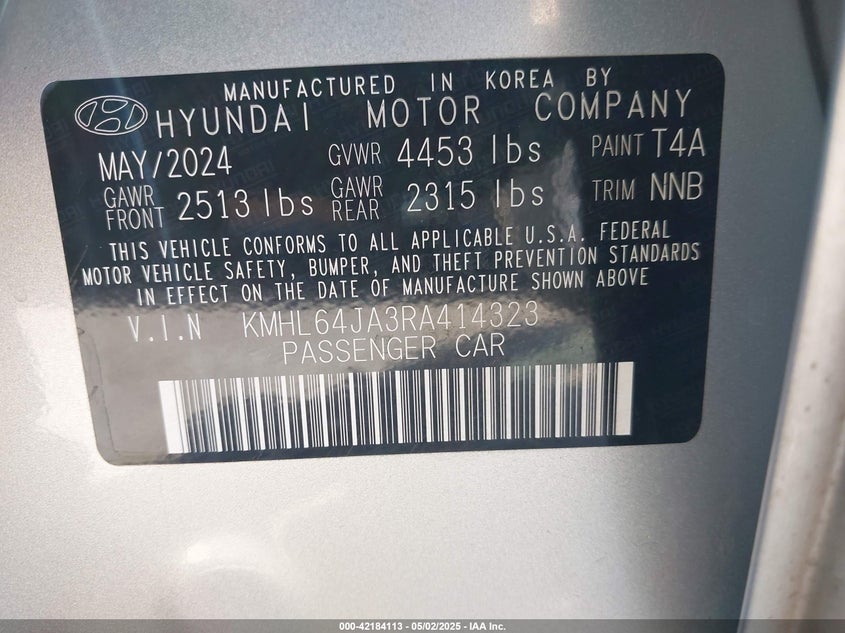 MANUFACTURED IN KOREA BY
HYUNDAI MOTOR COMPANY
MAY/2024 GVWR 4453 lbs PAINT T4A
GAWR FRONT 2513 lbs GAWR REAR 2315 lbs TRIM NNB
THIS VEHICLE CONFORMS TO ALL APPLICABLE U.S.A. FEDERAL
MOTOR VEHICLE SAFETY, BUMPER, AND THEFT PREVENTION STANDARDS
IN EFFECT ON THE DATE OF MANUFACTURE SHOWN ABOVE
V.I.N KMHL64JA3RA414323
PASSENGER CAR
000-42184113 - 05/02/2025 - IAA Inc.